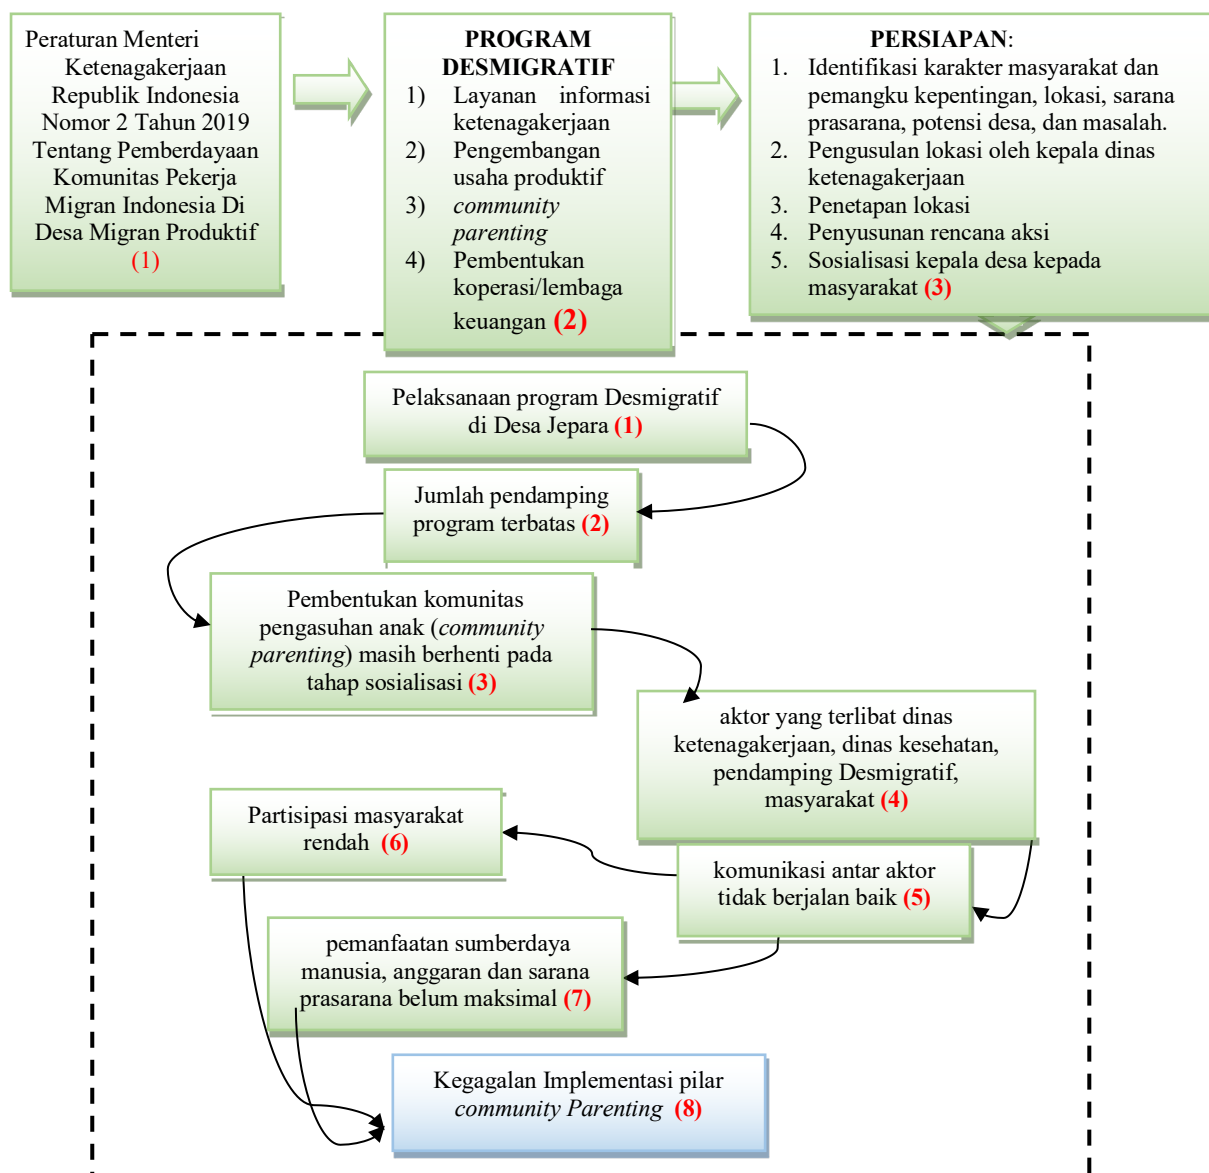 Peraturan Menteri
Ketenagakerjaan
Republik Indonesia
Nomor 2 Tahun 2019
Tentang Pemberdayaan
Komunitas Pekerja
Migran Indonesia Di
Desa Migran Produktif
(1)
PROGRAM
DESMIGRATIF
1) Layanan informasi
ketenagakerjaan
2) Pengembangan
usaha produktif
3) community
parenting
4) Pembentukan
koperasi/lembaga
keuangan (2)
PERSIAPAN:
1. Identifikasi karakter masyarakat dan
pemangku kepentingan, lokasi, sarana
prasarana, potensi desa, dan masalah.
2. Pengusulan lokasi oleh kepala dinas
ketenagakerjaan
3. Penetapan lokasi
4. Penyusunan rencana aksi
5. Sosialisasi kepala desa kepada
masyarakat (3)
Pelaksanaan program Desmigratif
di Desa Jepara (1)
Jumlah pendamping
program terbatas (2)
Pembentukan komunitas
pengasuhan anak (community
parenting) masih berhenti pada
tahap sosialisasi (3)
aktor yang terlibat dinas
ketenagakerjaan, dinas kesehatan,
pendamping Desmigratif,
masyarakat (4)
Partisipasi masyarakat
rendah (6)
komunikasi antar aktor
tidak berjalan baik (5)
pemanfaatan sumberdaya
manusia, anggaran dan sarana
prasarana belum maksimal (7)
Kegagalan Implementasi pilar
community Parenting (8)